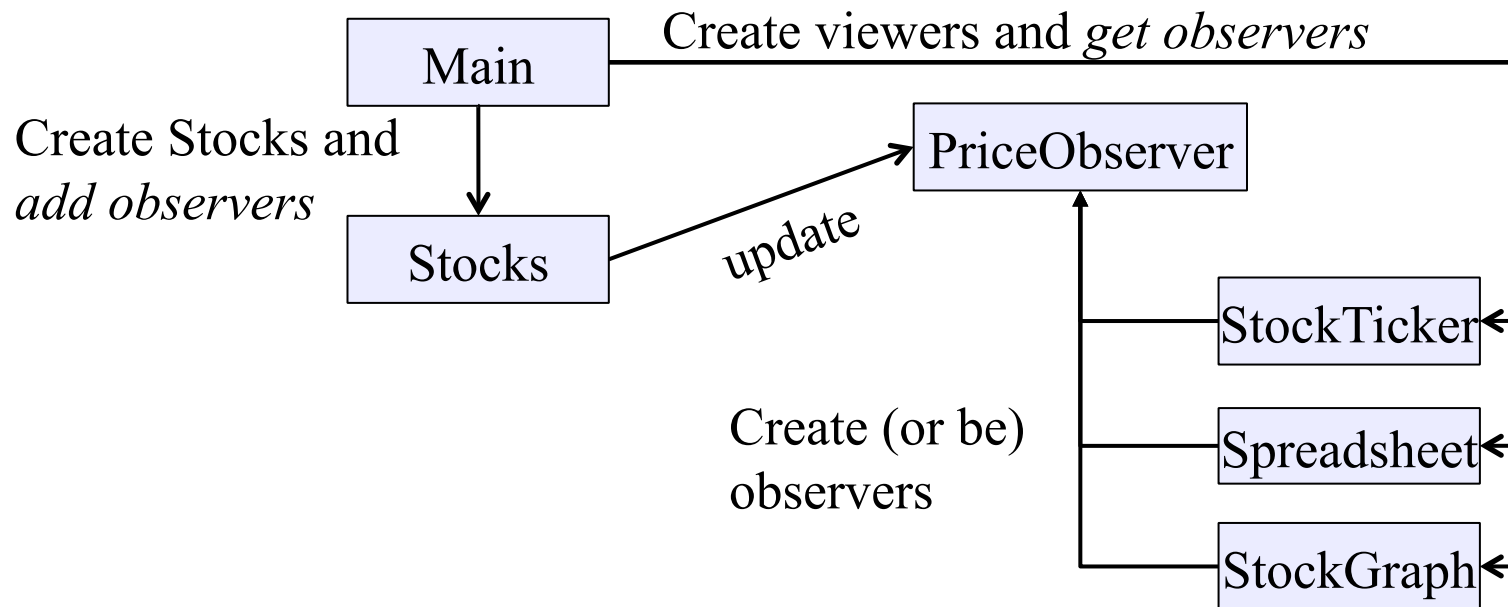 Create viewers and get observers
Main
Create Stocks and
add observers
PriceObserver
Stocks
update
StockTicker
Create (or be)
observers
Spreadsheet
StockGraph